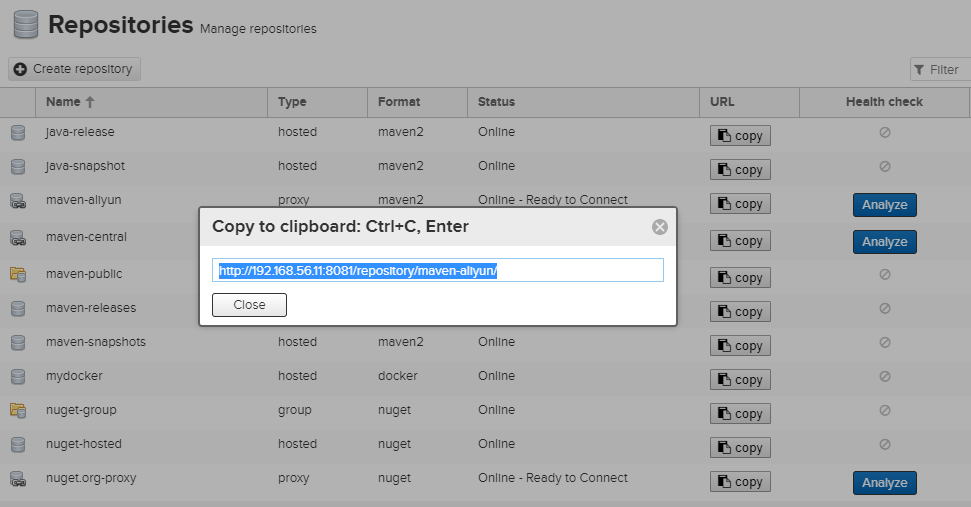 Repositories Manage repositories
Create repository
Filter
Name Type Format Status URL Health check
java-release hosted maven2 Online copy
java-snapshot hosted maven2 Online copy
maven-aliyun proxy maven2 Online - Ready to Connect copy Analyze
maven-central copy Analyze
maven-public copy
maven-releases copy
Copy to clipboard: Ctrl+C, Enter
http://192.168.56.11:8081/repository/maven-aliyun/
Close
maven-snapshots hosted maven2 Online copy
mydocker hosted docker Online copy
nuget-group group nuget Online copy
nuget-hosted hosted nuget Online copy
nuget.org-proxy proxy nuget Online - Ready to Connect copy Analyze